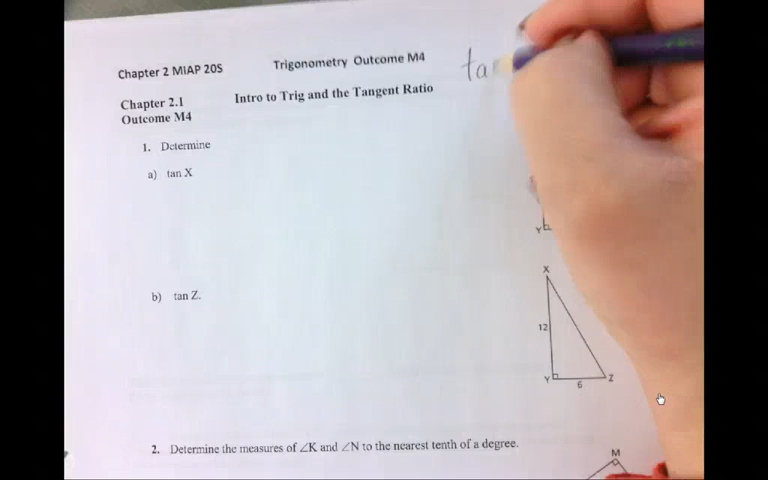 Chapter 2 MIAP 20S
Trigonometry Outcome M4
ta
Chapter 2.1
Intro to Trig and the Tangent Ratio
Outcome M4
1. Determine
a) tan X
Y
X
b) tan Z.
12
Y
Z
6
2. Determine the measures of ∠K and ∠N to the nearest tenth of a degree.
M